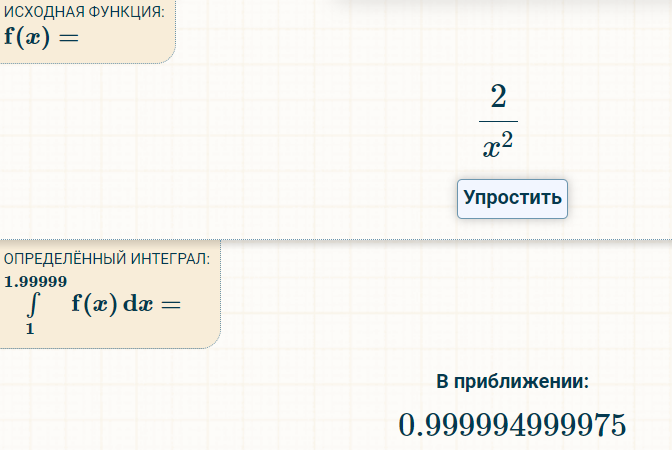 ИСХОДНАЯ ФУНКЦИЯ:
f(x) =
2
x²
Упростить
ОПРЕДЕЛЁННЫЙ ИНТЕГРАЛ:
1.99999
∫ f(x) dx =
1
В приближении:
0.999994999975